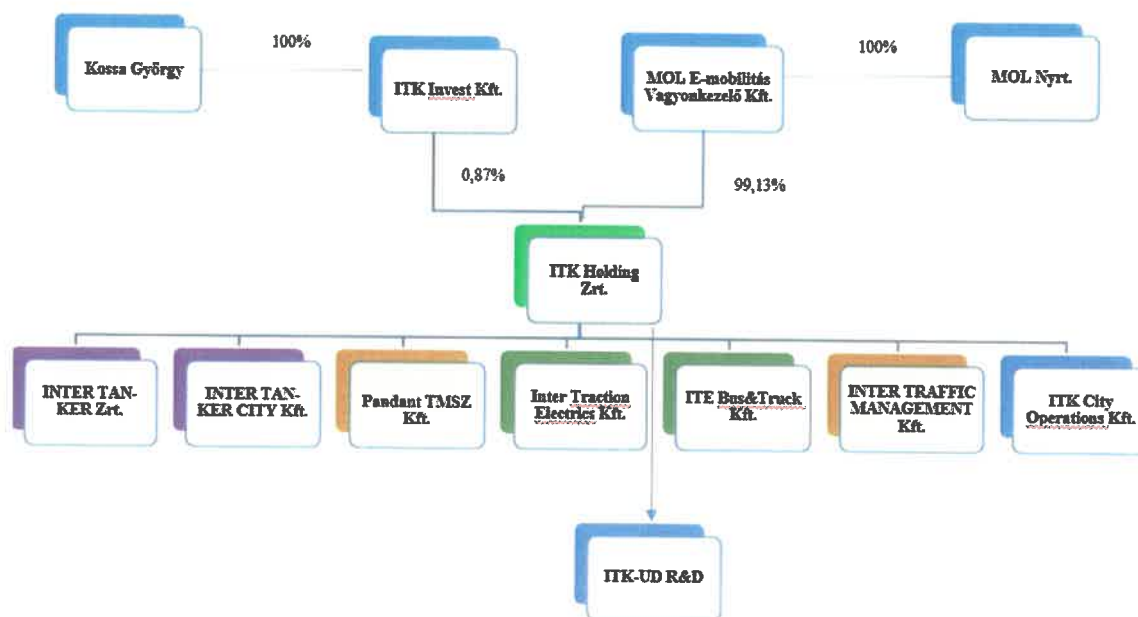 100%
100%
Kossa György
ITK Invest Kft.
MOL E-mobilitás
Vagyonkezelő Kft.
MOL Nyrt.
0,87%
99,13%
ITK Holding
Zrt.
INTER TAN-
KER Zrt.
INTER TAN-
KER CITY Kft.
Pandant TMSZ
Kft.
Inter Traction
Electrics Kft.
ITE Bus&Truck
Kft.
INTER TRAFFIC
MANAGEMENT
Kft.
ITK City
Operations Kft.
ITK-UD R&D